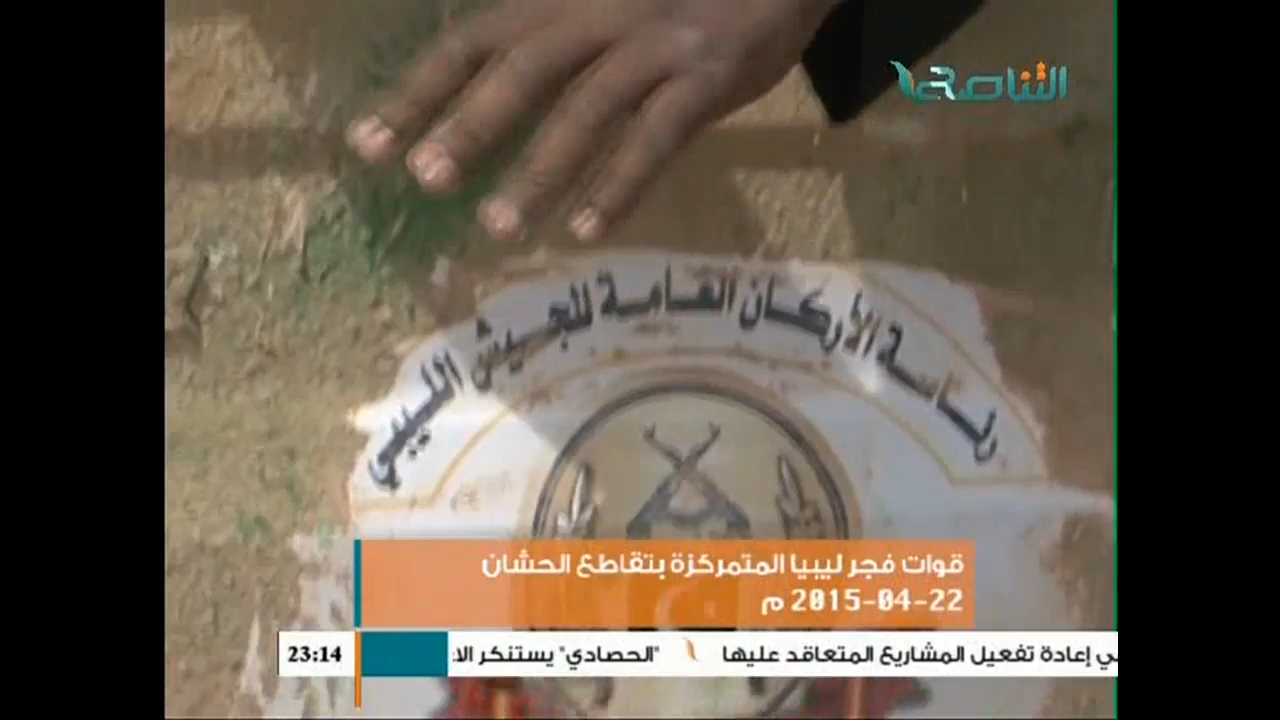 التناصح
رئاسة الأركان العامة للجيش الليبي
قوات فجر ليبيا المتمركزة بتقاطع الحشان
22-04-2015 م
23:14 إعادة تفعيل المشاريع المتعاقد عليها "الحصادي" يستنكر